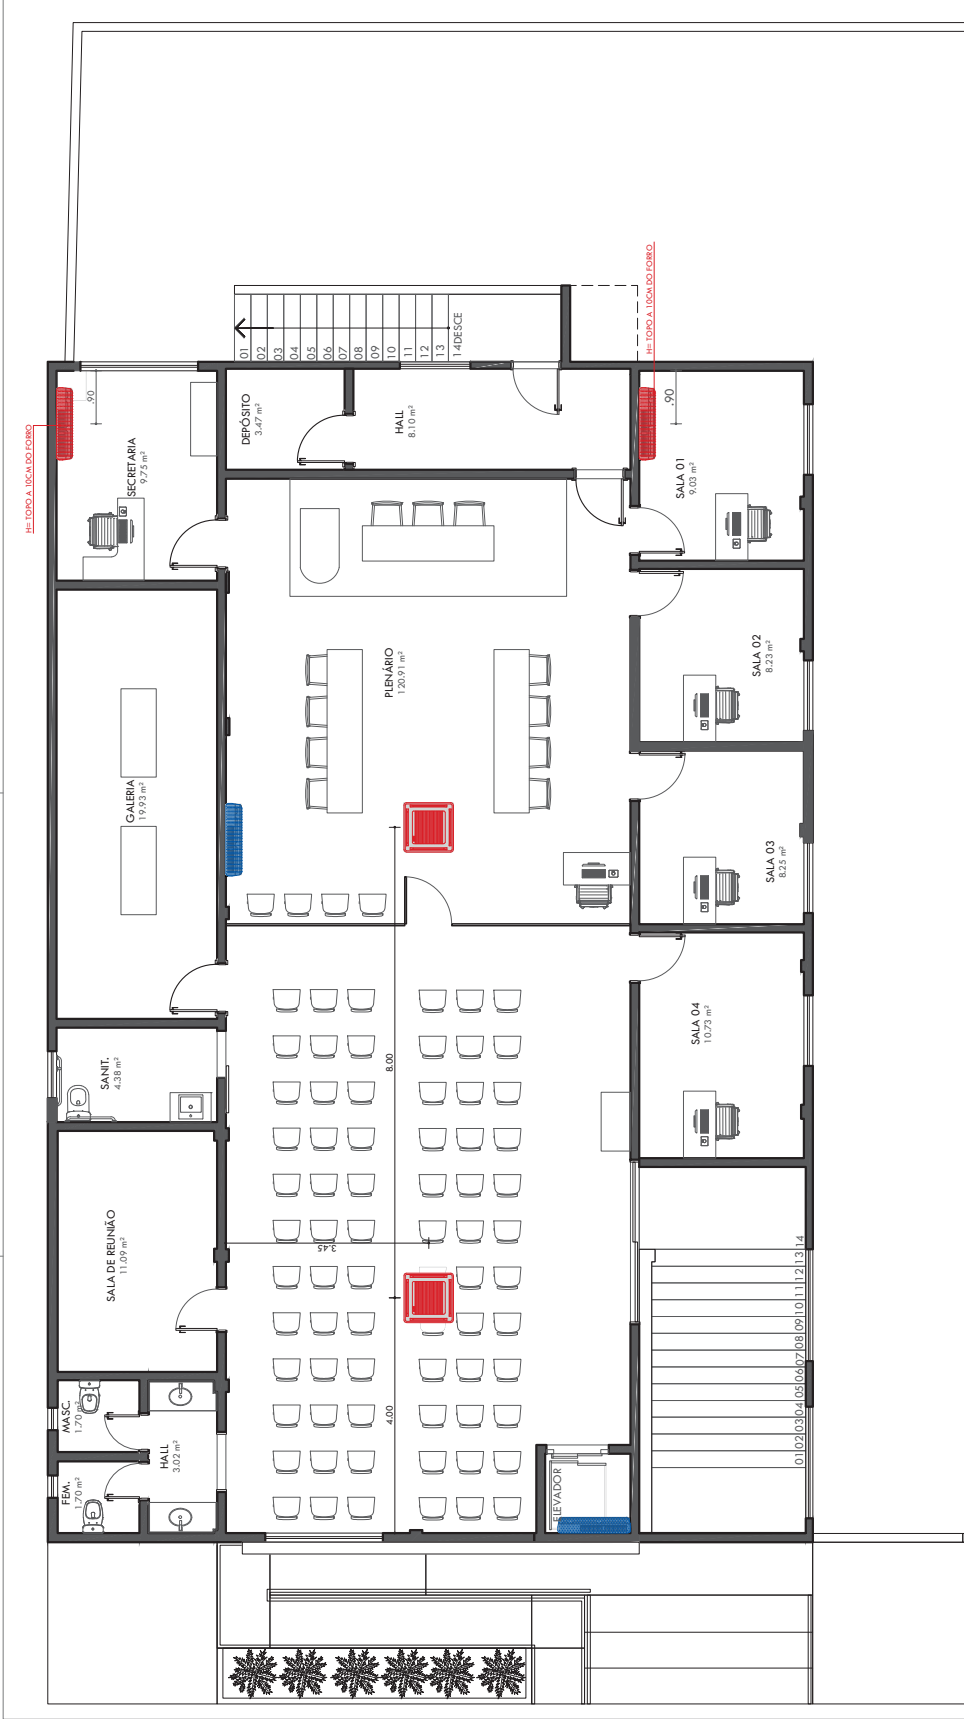 H= TOPO A 10CM DO FORRO
H= TOPO A 10CM DO FORRO
01
02
03
04
05
06
07
08
09
10
11
12
13
14
DESCE
.90
SECRETARIA
9.75 m²
DEPÓSITO
3.47 m²
HALL
8.10 m²
.90
SALA 01
9.03 m²
PLENÁRIO
120.91 m²
SALA 02
8.23 m²
GALERIA
19.93 m²
SALA 03
8.25 m²
SANIT.
4.38 m²
8.00
SALA 04
10.73 m²
SALA DE REUNIÃO
11.09 m²
3.45
4.00
MASC.
1.70 m²
FEM.
1.70 m²
HALL
3.02 m²
ELEVADOR
01 02 03 04 05 06 07 08 09 10 11 12 13 14